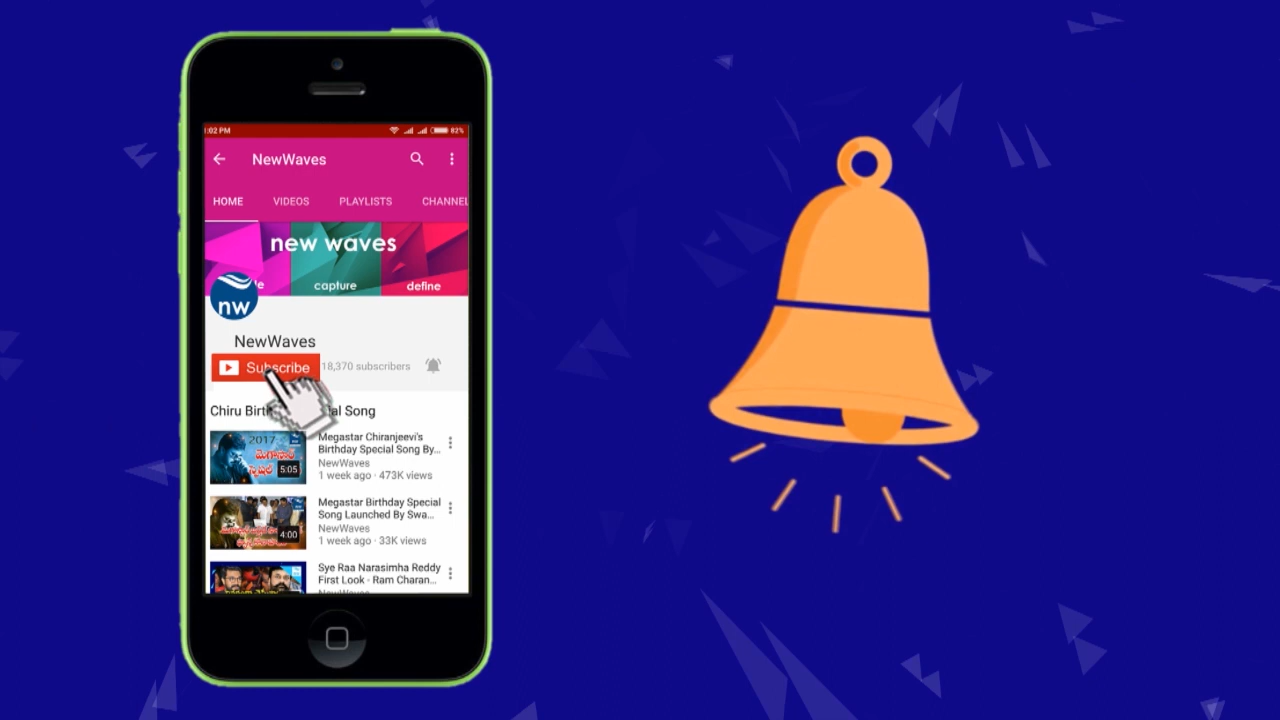 1:02 PM
82%
NewWaves
HOME VIDEOS PLAYLISTS CHANNEL
new waves
capture define
nw
NewWaves
Subscribe 18,370 subscribers
Song
Megastar Chiranjeevi's
Birthday Special Song By...
NewWaves
1 week ago · 473K views
2017
5:05
Megastar Birthday Special
Song Launched By Swa...
NewWaves
1 week ago · 33K views
4:00
Sye Raa Narasimha Reddy
First Look - Ram Charan...